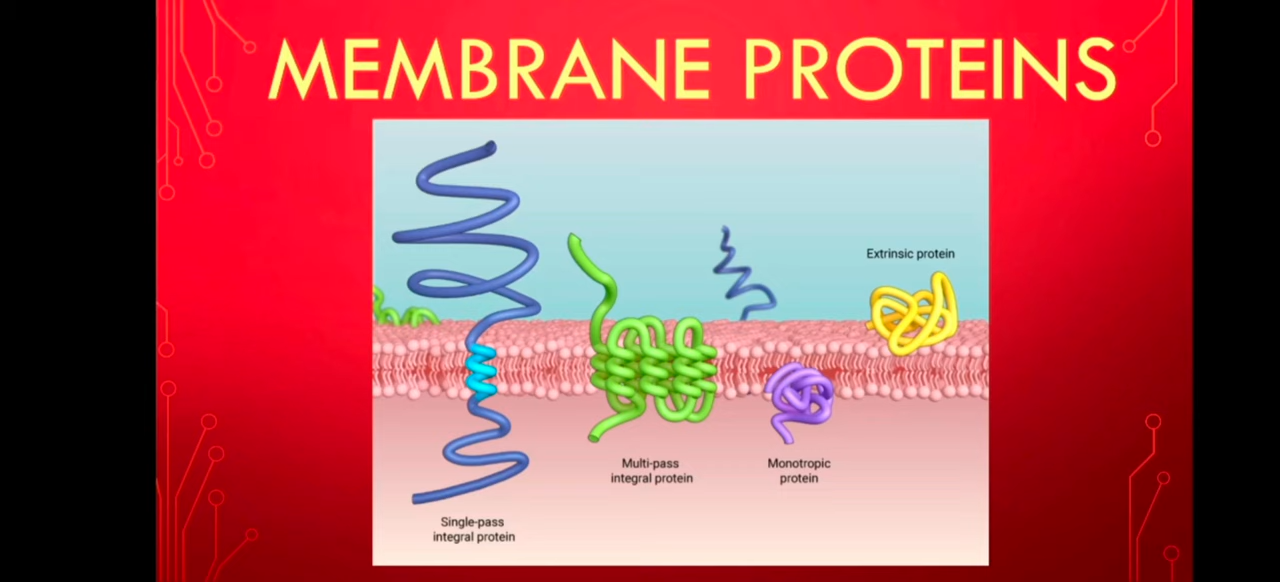 MEMBRANE PROTEINS
Extrinsic protein
Multi-pass
integral protein
Monotropic
protein
Single-pass
integral protein